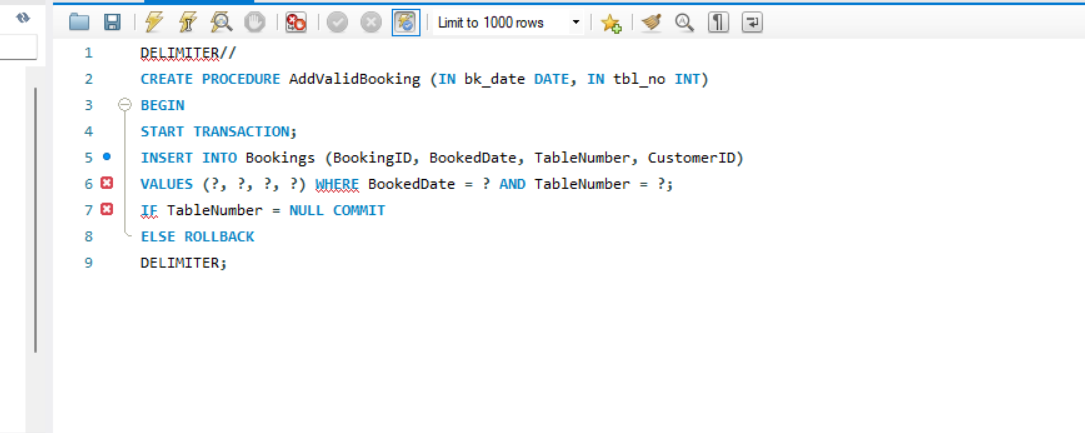 Limit to 1000 rows
1 DELIMITER//
2 CREATE PROCEDURE AddValidBooking (IN bk_date DATE, IN tbl_no INT)
3 BEGIN
4 START TRANSACTION;
5 INSERT INTO Bookings (BookingID, BookedDate, TableNumber, CustomerID)
6 VALUES (?, ?, ?, ?) WHERE BookedDate = ? AND TableNumber = ?;
7 IF TableNumber = NULL COMMIT
8 ELSE ROLLBACK
9 DELIMITER;